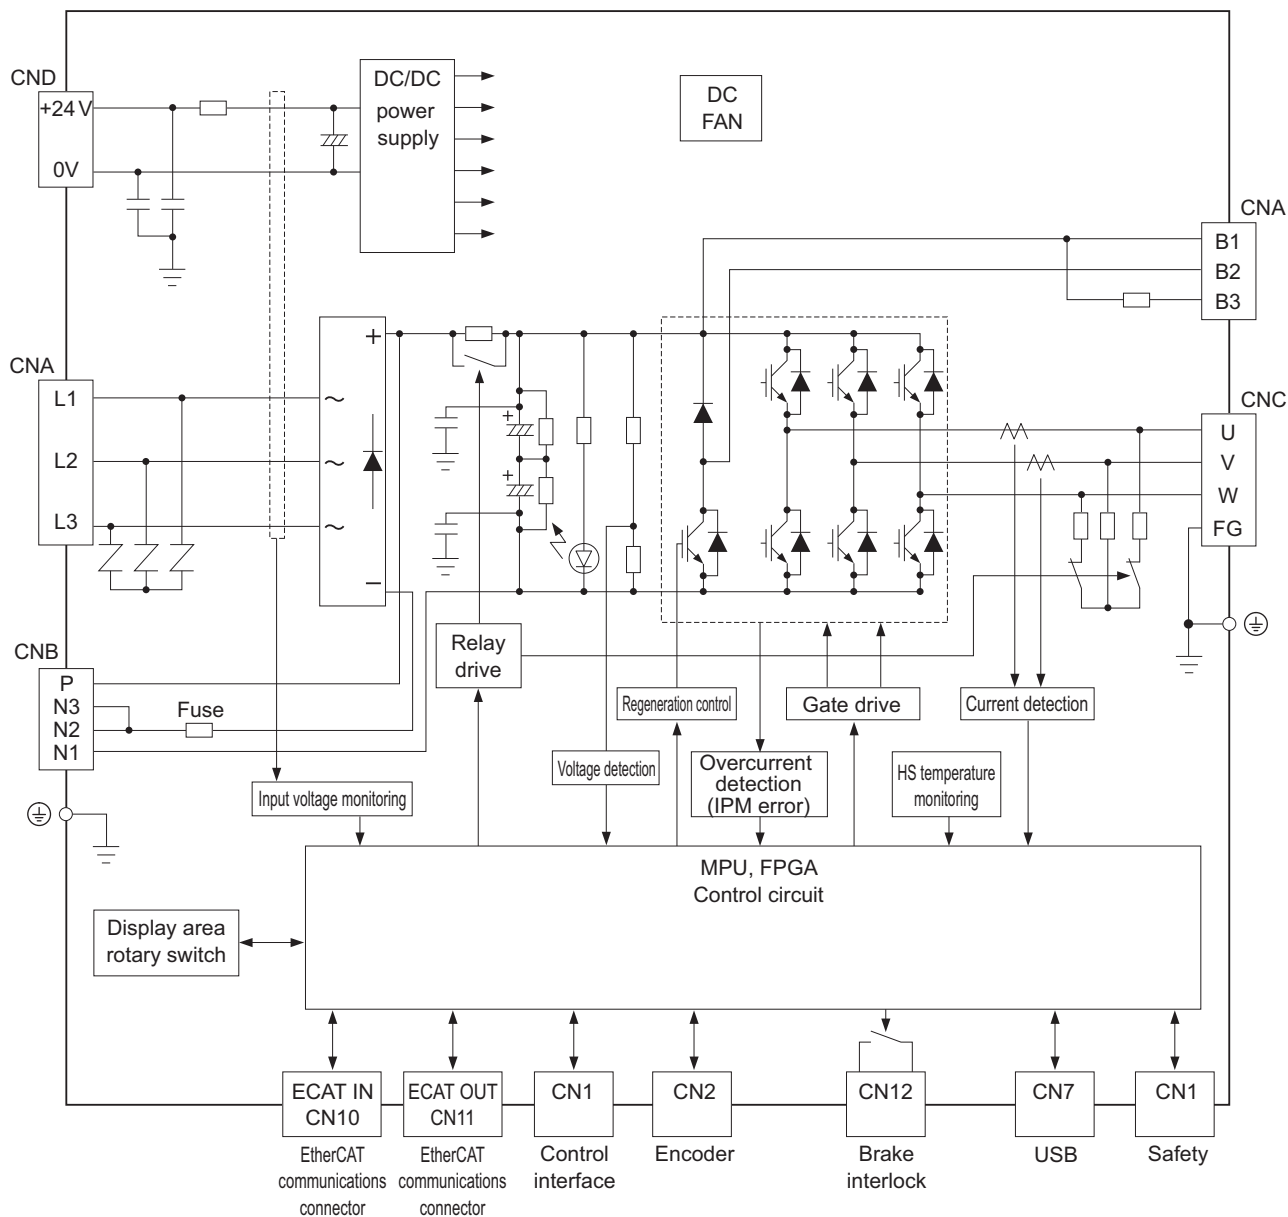 CND
+24 V
0V
DC/DC
power
supply
DC
FAN
CNA
B1
B2
B3
CNA
L1
L2
L3
+
~
~
~
−
+
+
CNC
U
V
W
FG
CNB
P
N3
N2
N1
Fuse
Relay
drive
Regeneration control
Gate drive
Current detection
Voltage detection
Overcurrent
detection
(IPM error)
HS temperature
monitoring
Input voltage monitoring
MPU, FPGA
Control circuit
Display area
rotary switch
ECAT IN
CN10
ECAT OUT
CN11
CN1
CN2
CN12
CN7
CN1
EtherCAT
communications
connector
EtherCAT
communications
connector
Control
interface
Encoder
Brake
interlock
USB
Safety